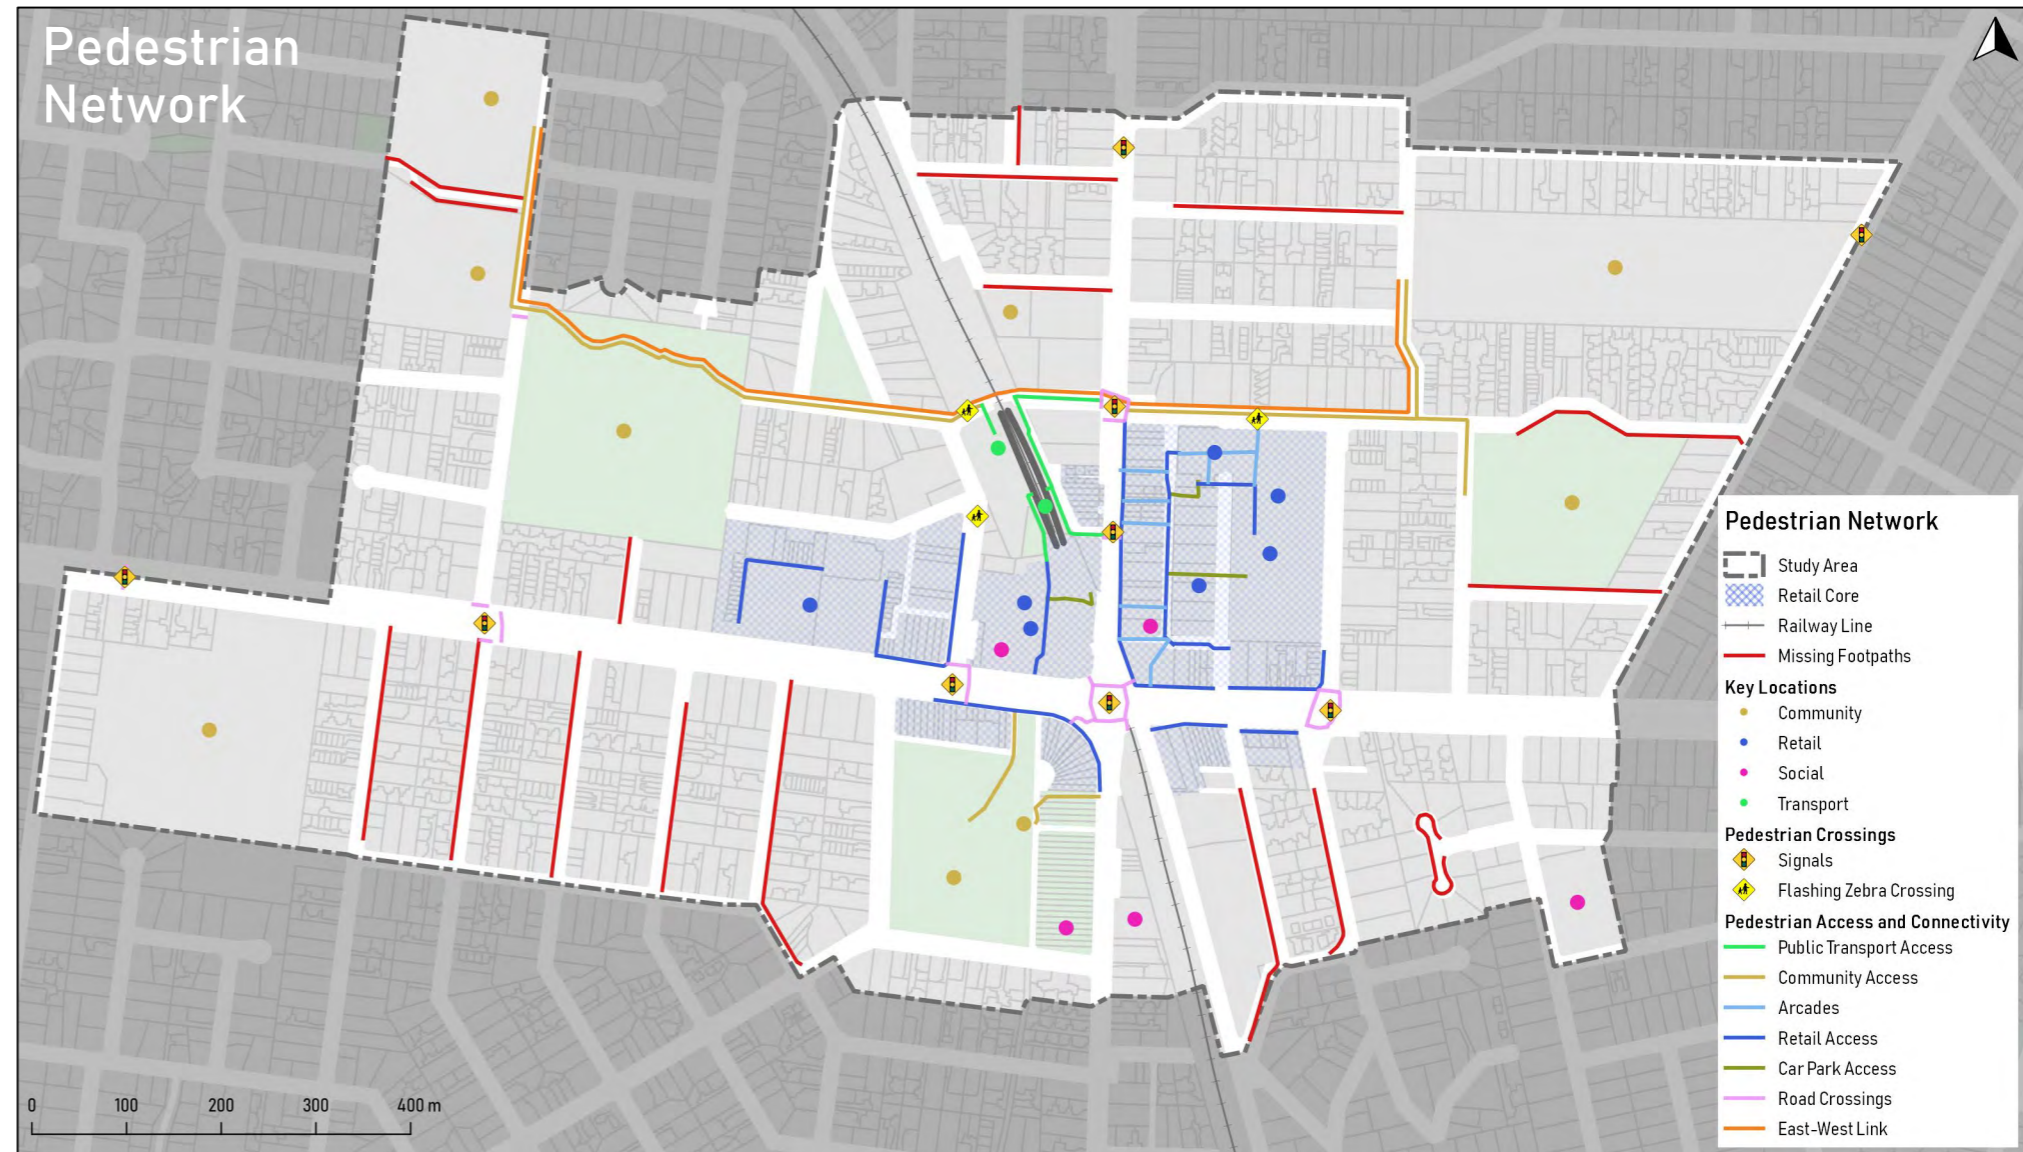 Pedestrian
Network
Pedestrian Network
Study Area
Retail Core
Railway Line
Missing Footpaths
Key Locations
Community
Retail
Social
Transport
Pedestrian Crossings
Signals
Flashing Zebra Crossing
Pedestrian Access and Connectivity
Public Transport Access
Community Access
Arcades
Retail Access
Car Park Access
Road Crossings
East-West Link
0 100 200 300 400 m